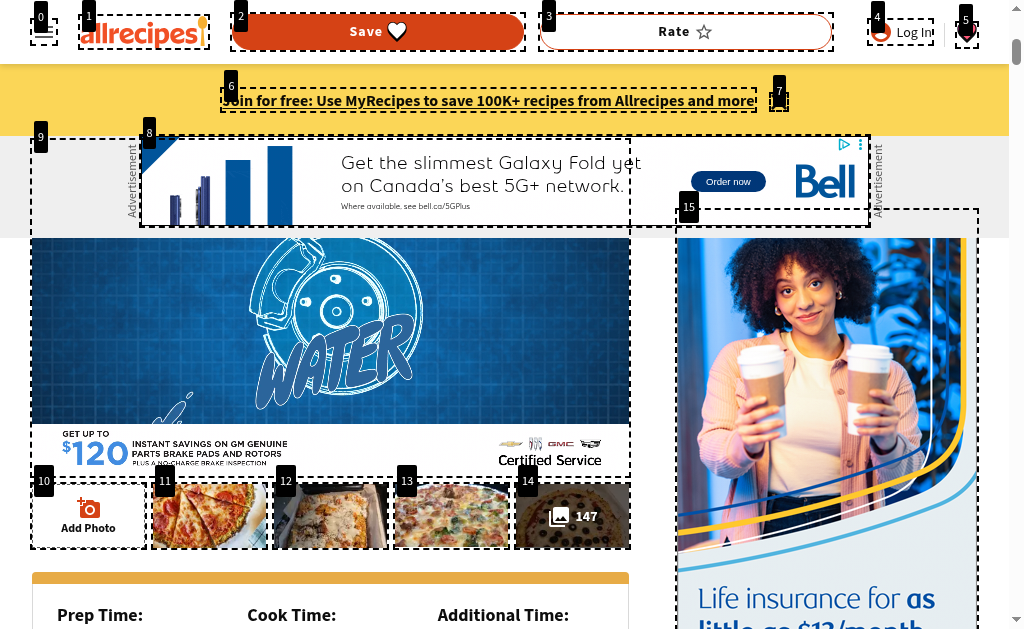 0
1
2
3
4
5
allrecipes
Save
Rate
Log In
6
7
Join for free: Use MyRecipes to save 100K+ recipes from Allrecipes and more
8
9
Advertisement
Get the slimmest Galaxy Fold yet
on Canada's best 5G+ network.
Where available. see bell.ca/5GPlus
Order now
Bell
Advertisement
15
WATER
GET UP TO
$120
INSTANT SAVINGS ON GM GENUINE
PARTS BRAKE PADS AND ROTORS
PLUS A NO-CHARGE BRAKE INSPECTION
GMC
Certified Service
10
11
12
13
14
Add Photo
147
Life insurance for as
little as $13/month
Prep Time:
Cook Time:
Additional Time: